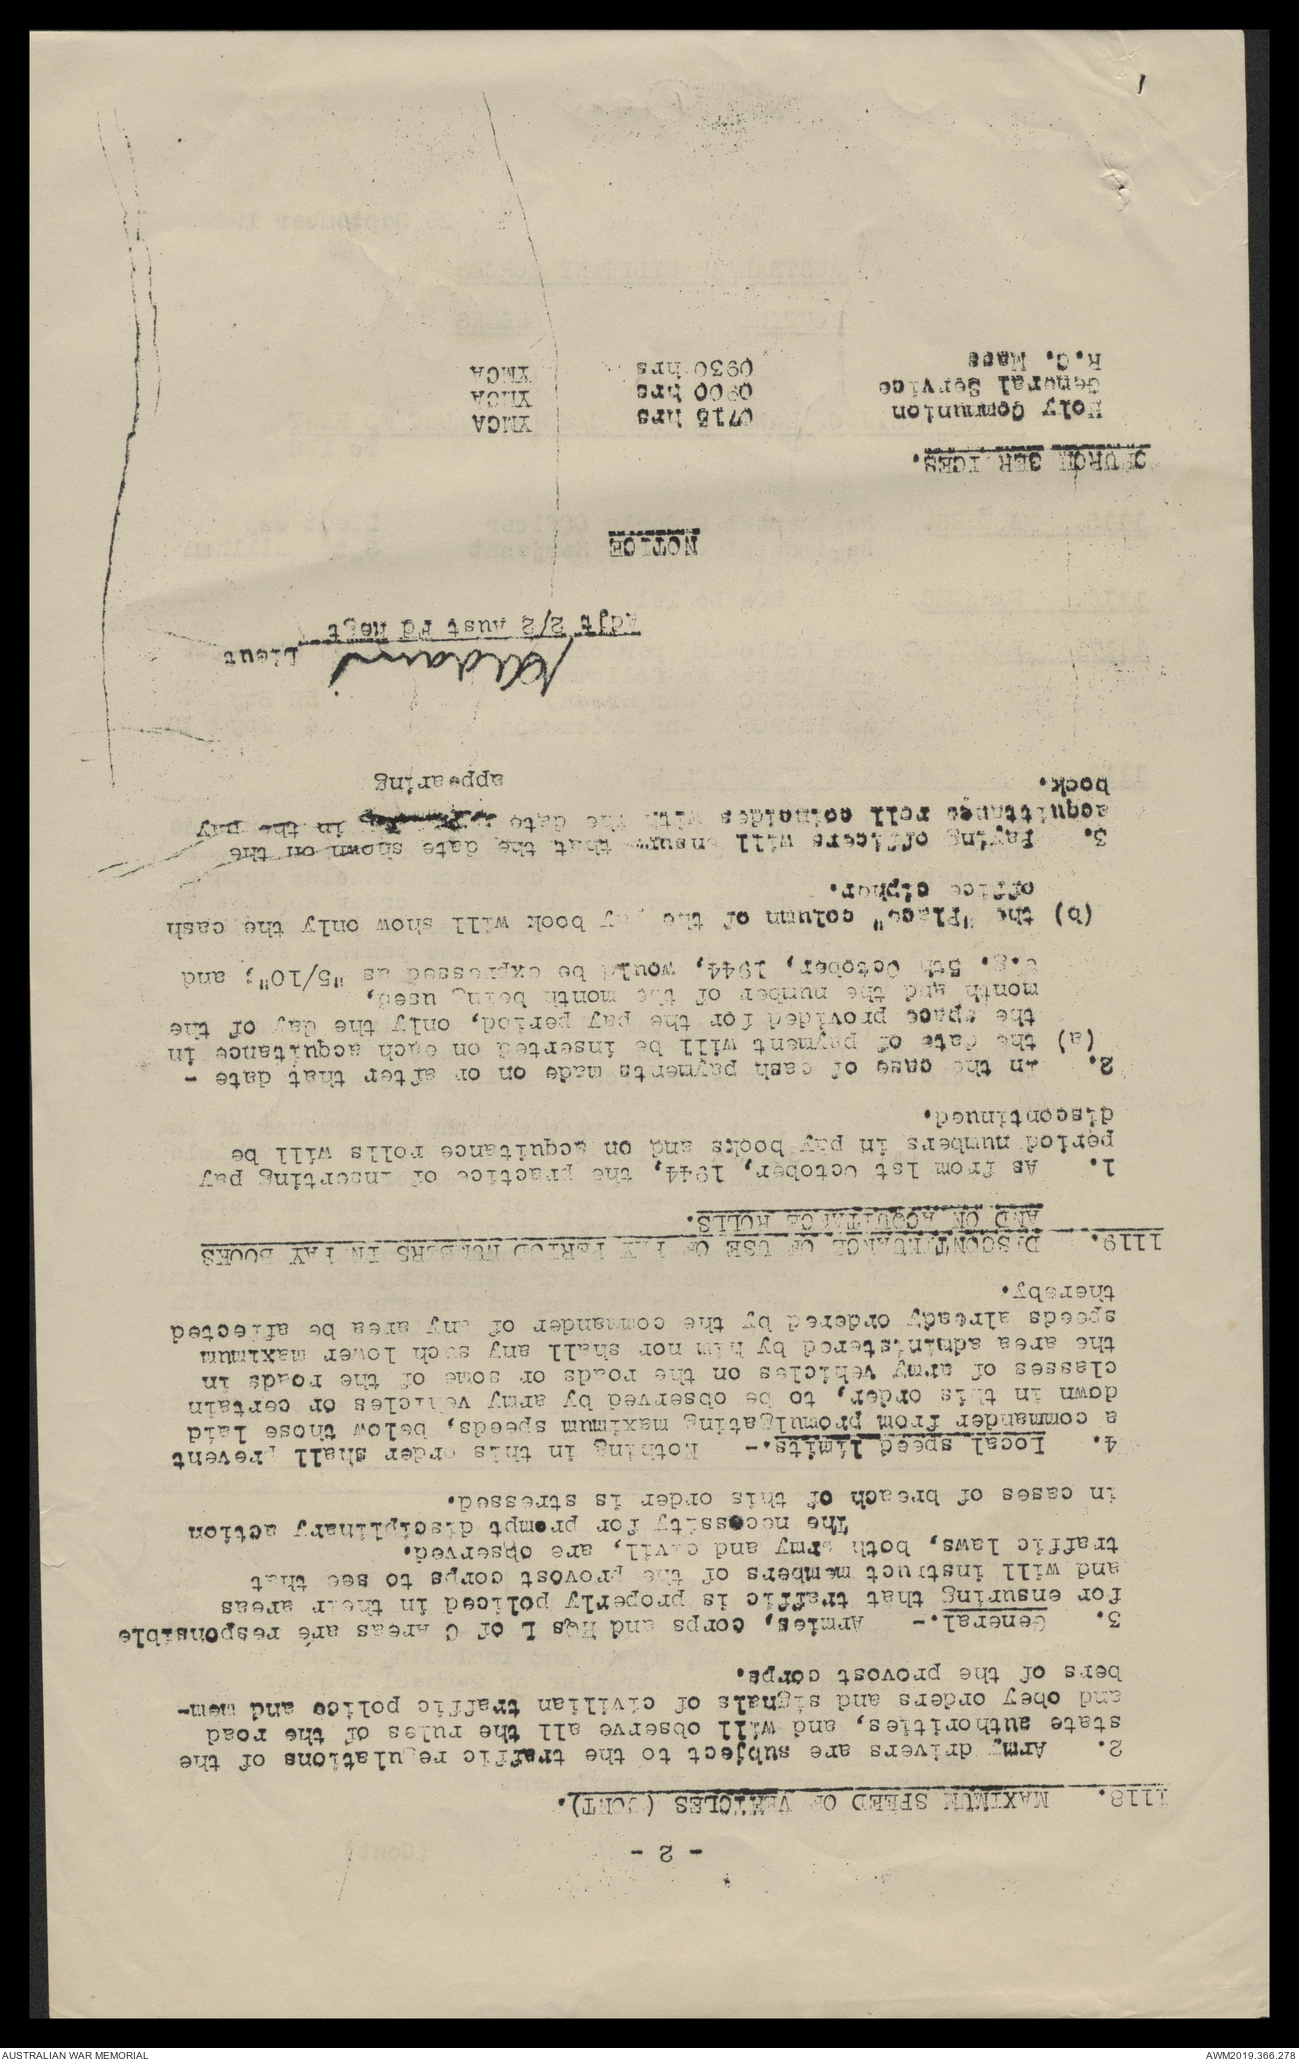 - 2 -
1118. MAXIMUM SPEED OF VEHICLES (CONT).
2. Army drivers are subject to the traffic regulations of the
state authorities, and will observe all the rules of the road
and obey orders and signals of civilian traffic police and mem-
bers of the provost corps.
3. General.- Armies, corps and HQs L of C Areas are responsible
for ensuring that traffic is properly policed in their areas
and will instruct members of the provost corps to see that
traffic laws, both army and civil, are observed.
The necessity for prompt disciplinary action
in cases of breach of this order is stressed.
4. Local speed limits.- Nothing in this order shall prevent
a commander from promulgating maximum speeds, below those laid
down in this order, to be observed by army vehicles or certain
classes of army vehicles on the roads or some of the roads in
the area administered by him nor shall any such lower maximum
speeds already ordered by the commander of any area be affected
thereby.
1119. DISCONTINUANCE OF USE OF PAY PERIOD NUMBERS IN PAY BOOKS
AND ON ACQUITANCE ROLLS.
1. As from 1st October, 1944, the practice of inserting pay
period numbers in pay books and on acquitance rolls will be
discontinued.
2. In the case of cash payments made on or after that date -
(a) the date of payment will be inserted on each acquitance in
the space provided for the pay period, only the day of the
month and the number of the month being used,
e.g. 5th October, 1944, would be expressed as "5/10"; and
(b) the "Place" column of the pay book will show only the cash
office cipher.
3. Paying officers will ensure that the date shown on the
acquittance roll coincides with the date in the pay
book. appearing
Lieut
Adjt 2/2 Aust Fd Regt
NOTICE
CHURCH SERVICES.
Holy Communion 0715 hrs YMCA
General Service 0900 hrs YMCA
R.C. Mass 0930 hrs YMCA
AUSTRALIAN WAR MEMORIAL
AWM2019.366.278